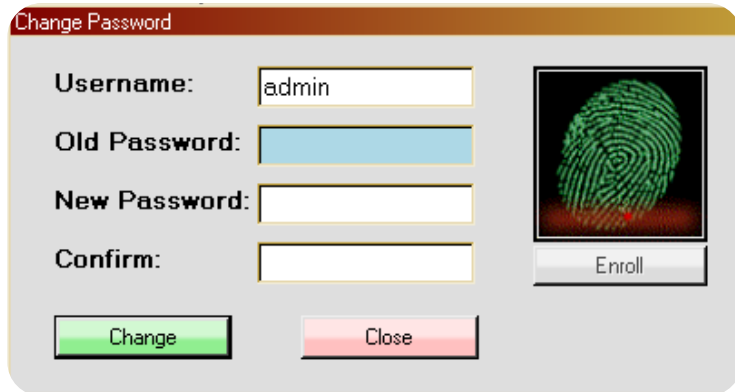 Change Password
Username: admin
Old Password:
New Password:
Confirm:
Enroll
Change Close